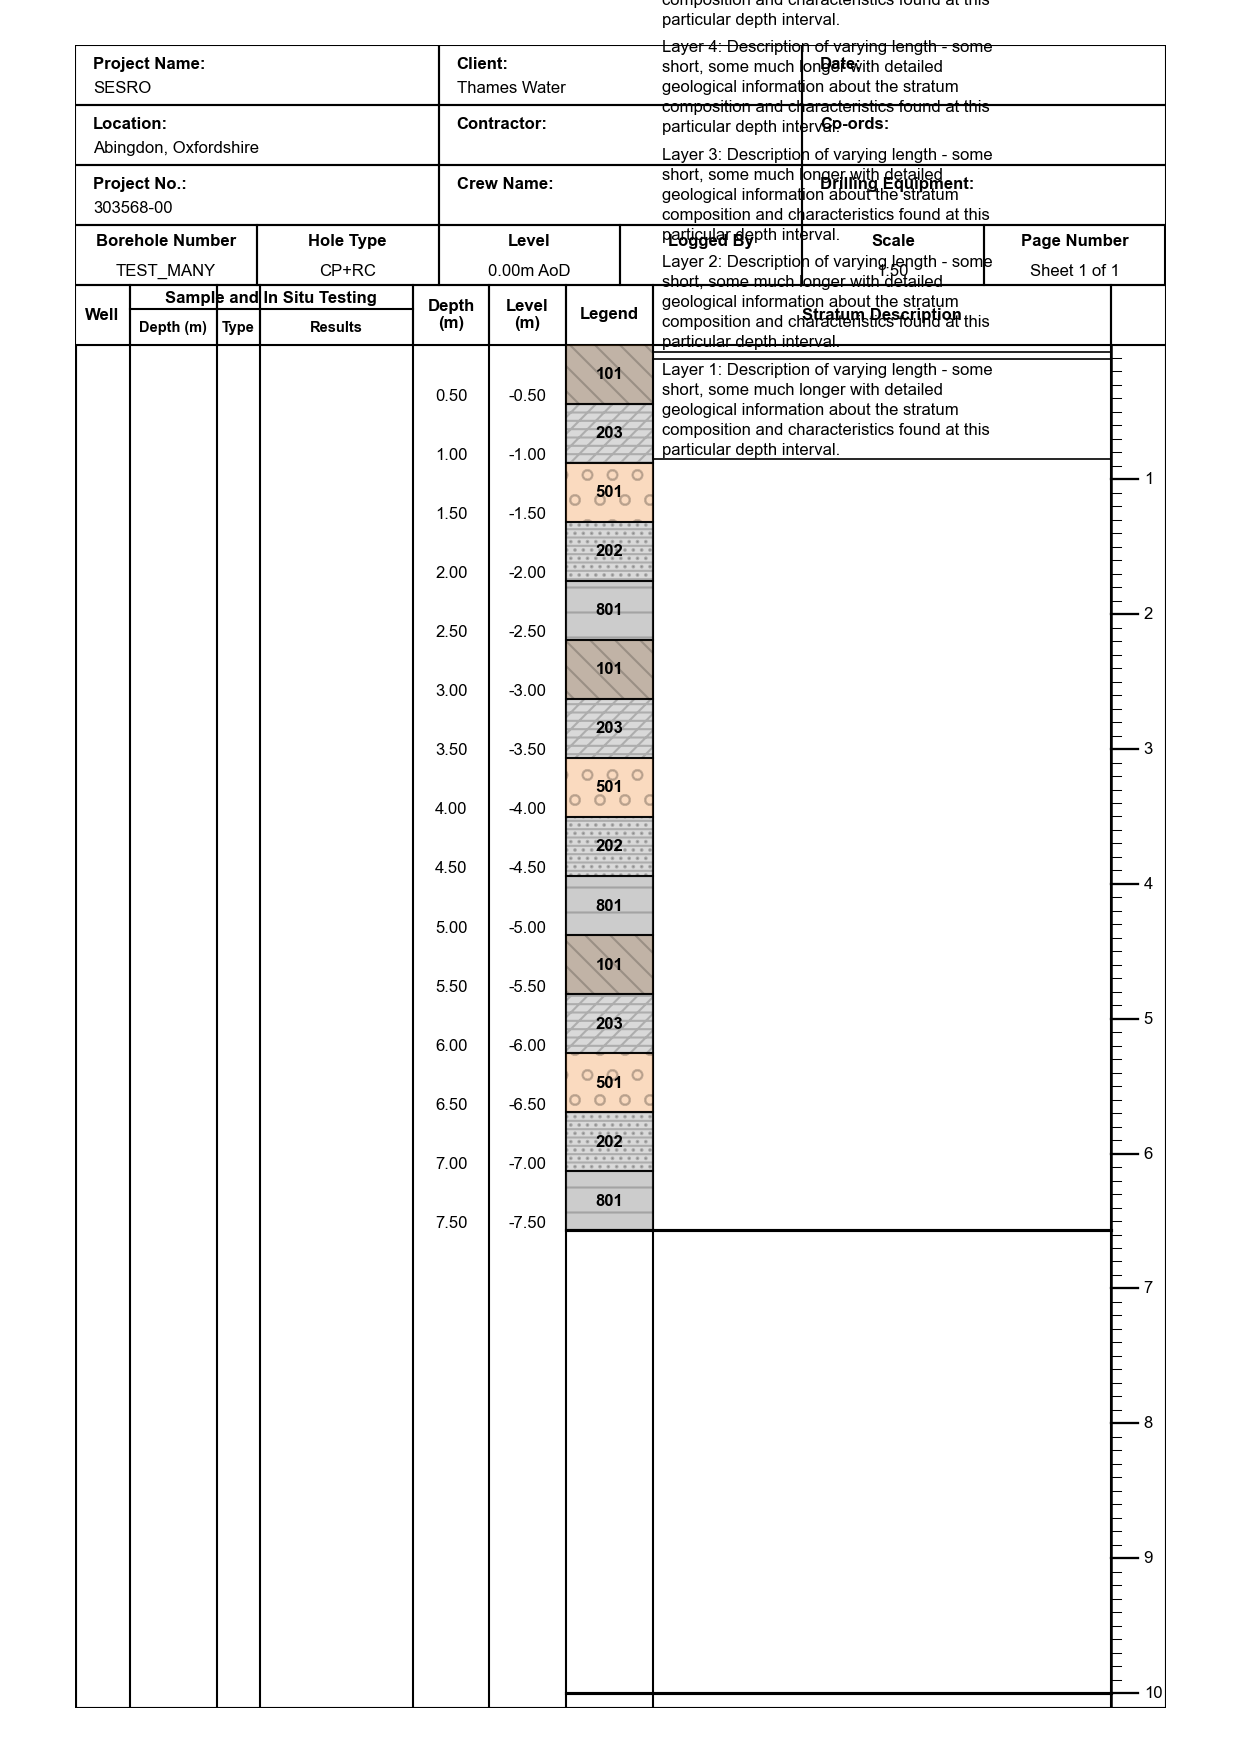 composition and characteristics found at this
particular depth interval.
Layer 4: Description of varying length - some
short, some much longer with detailed
geological information about the stratum
composition and characteristics found at this
particular depth interval.
Layer 3: Description of varying length - some
short, some much longer with detailed
geological information about the stratum
composition and characteristics found at this
particular depth interval.
Layer 2: Description of varying length - some
short, some much longer with detailed
geological information about the stratum
composition and characteristics found at this
particular depth interval.
Project Name:
SESRO
Client:
Thames Water
Date:
Location:
Abingdon, Oxfordshire
Contractor:
Co-ords:
Project No.:
303568-00
Crew Name:
Drilling Equipment:
Borehole Number
TEST_MANY
Hole Type
CP+RC
Level
0.00m AoD
Logged By
Scale
1:50
Page Number
Sheet 1 of 1
Well
Sample and In Situ Testing
Depth (m)
Type
Results
Depth
(m)
Level
(m)
Legend
Stratum Description
Layer 1: Description of varying length - some
short, some much longer with detailed
geological information about the stratum
composition and characteristics found at this
particular depth interval.
101
0.50 -0.50
203
1.00 -1.00
501
1.50 -1.50
202
2.00 -2.00
801
2.50 -2.50
101
3.00 -3.00
203
3.50 -3.50
501
4.00 -4.00
202
4.50 -4.50
801
5.00 -5.00
101
5.50 -5.50
203
6.00 -6.00
501
6.50 -6.50
202
7.00 -7.00
801
7.50 -7.50
1
2
3
4
5
6
7
8
9
10